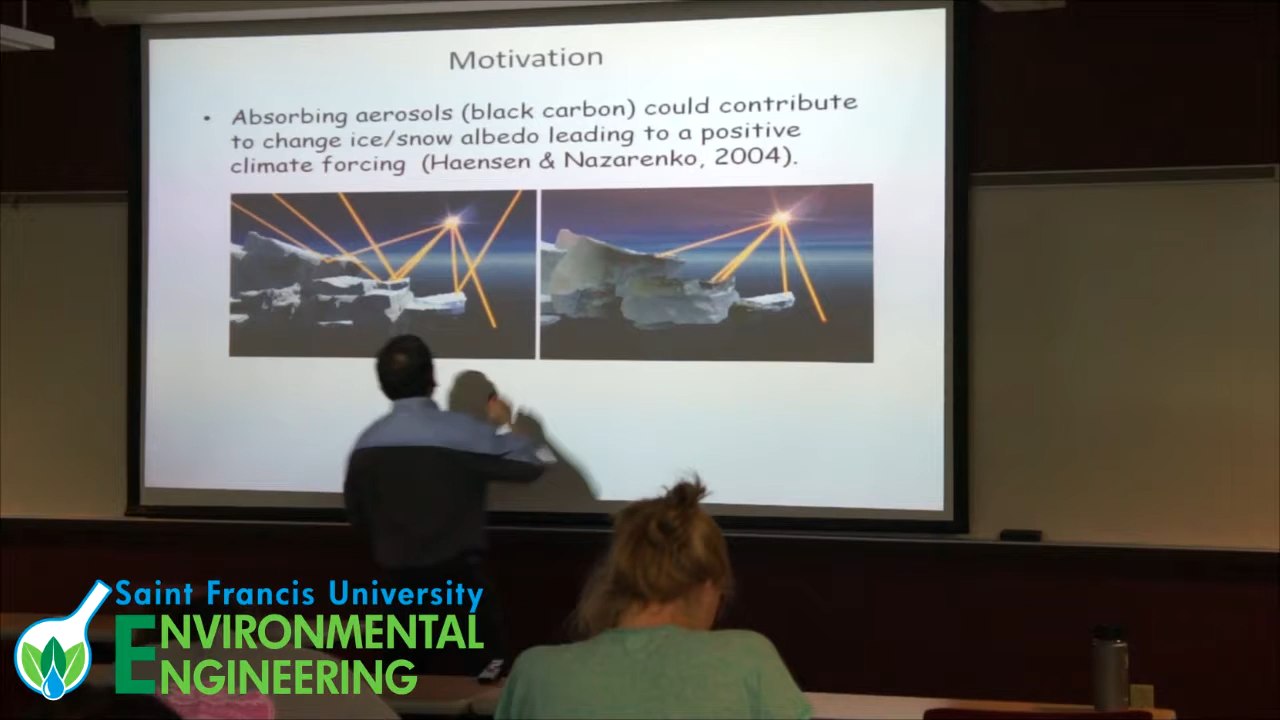 Motivation
• Absorbing aerosols (black carbon) could contribute
to change ice/snow albedo leading to a positive
climate forcing (Haensen & Nazarenko, 2004).
Saint Francis University
ENVIRONMENTAL
ENGINEERING